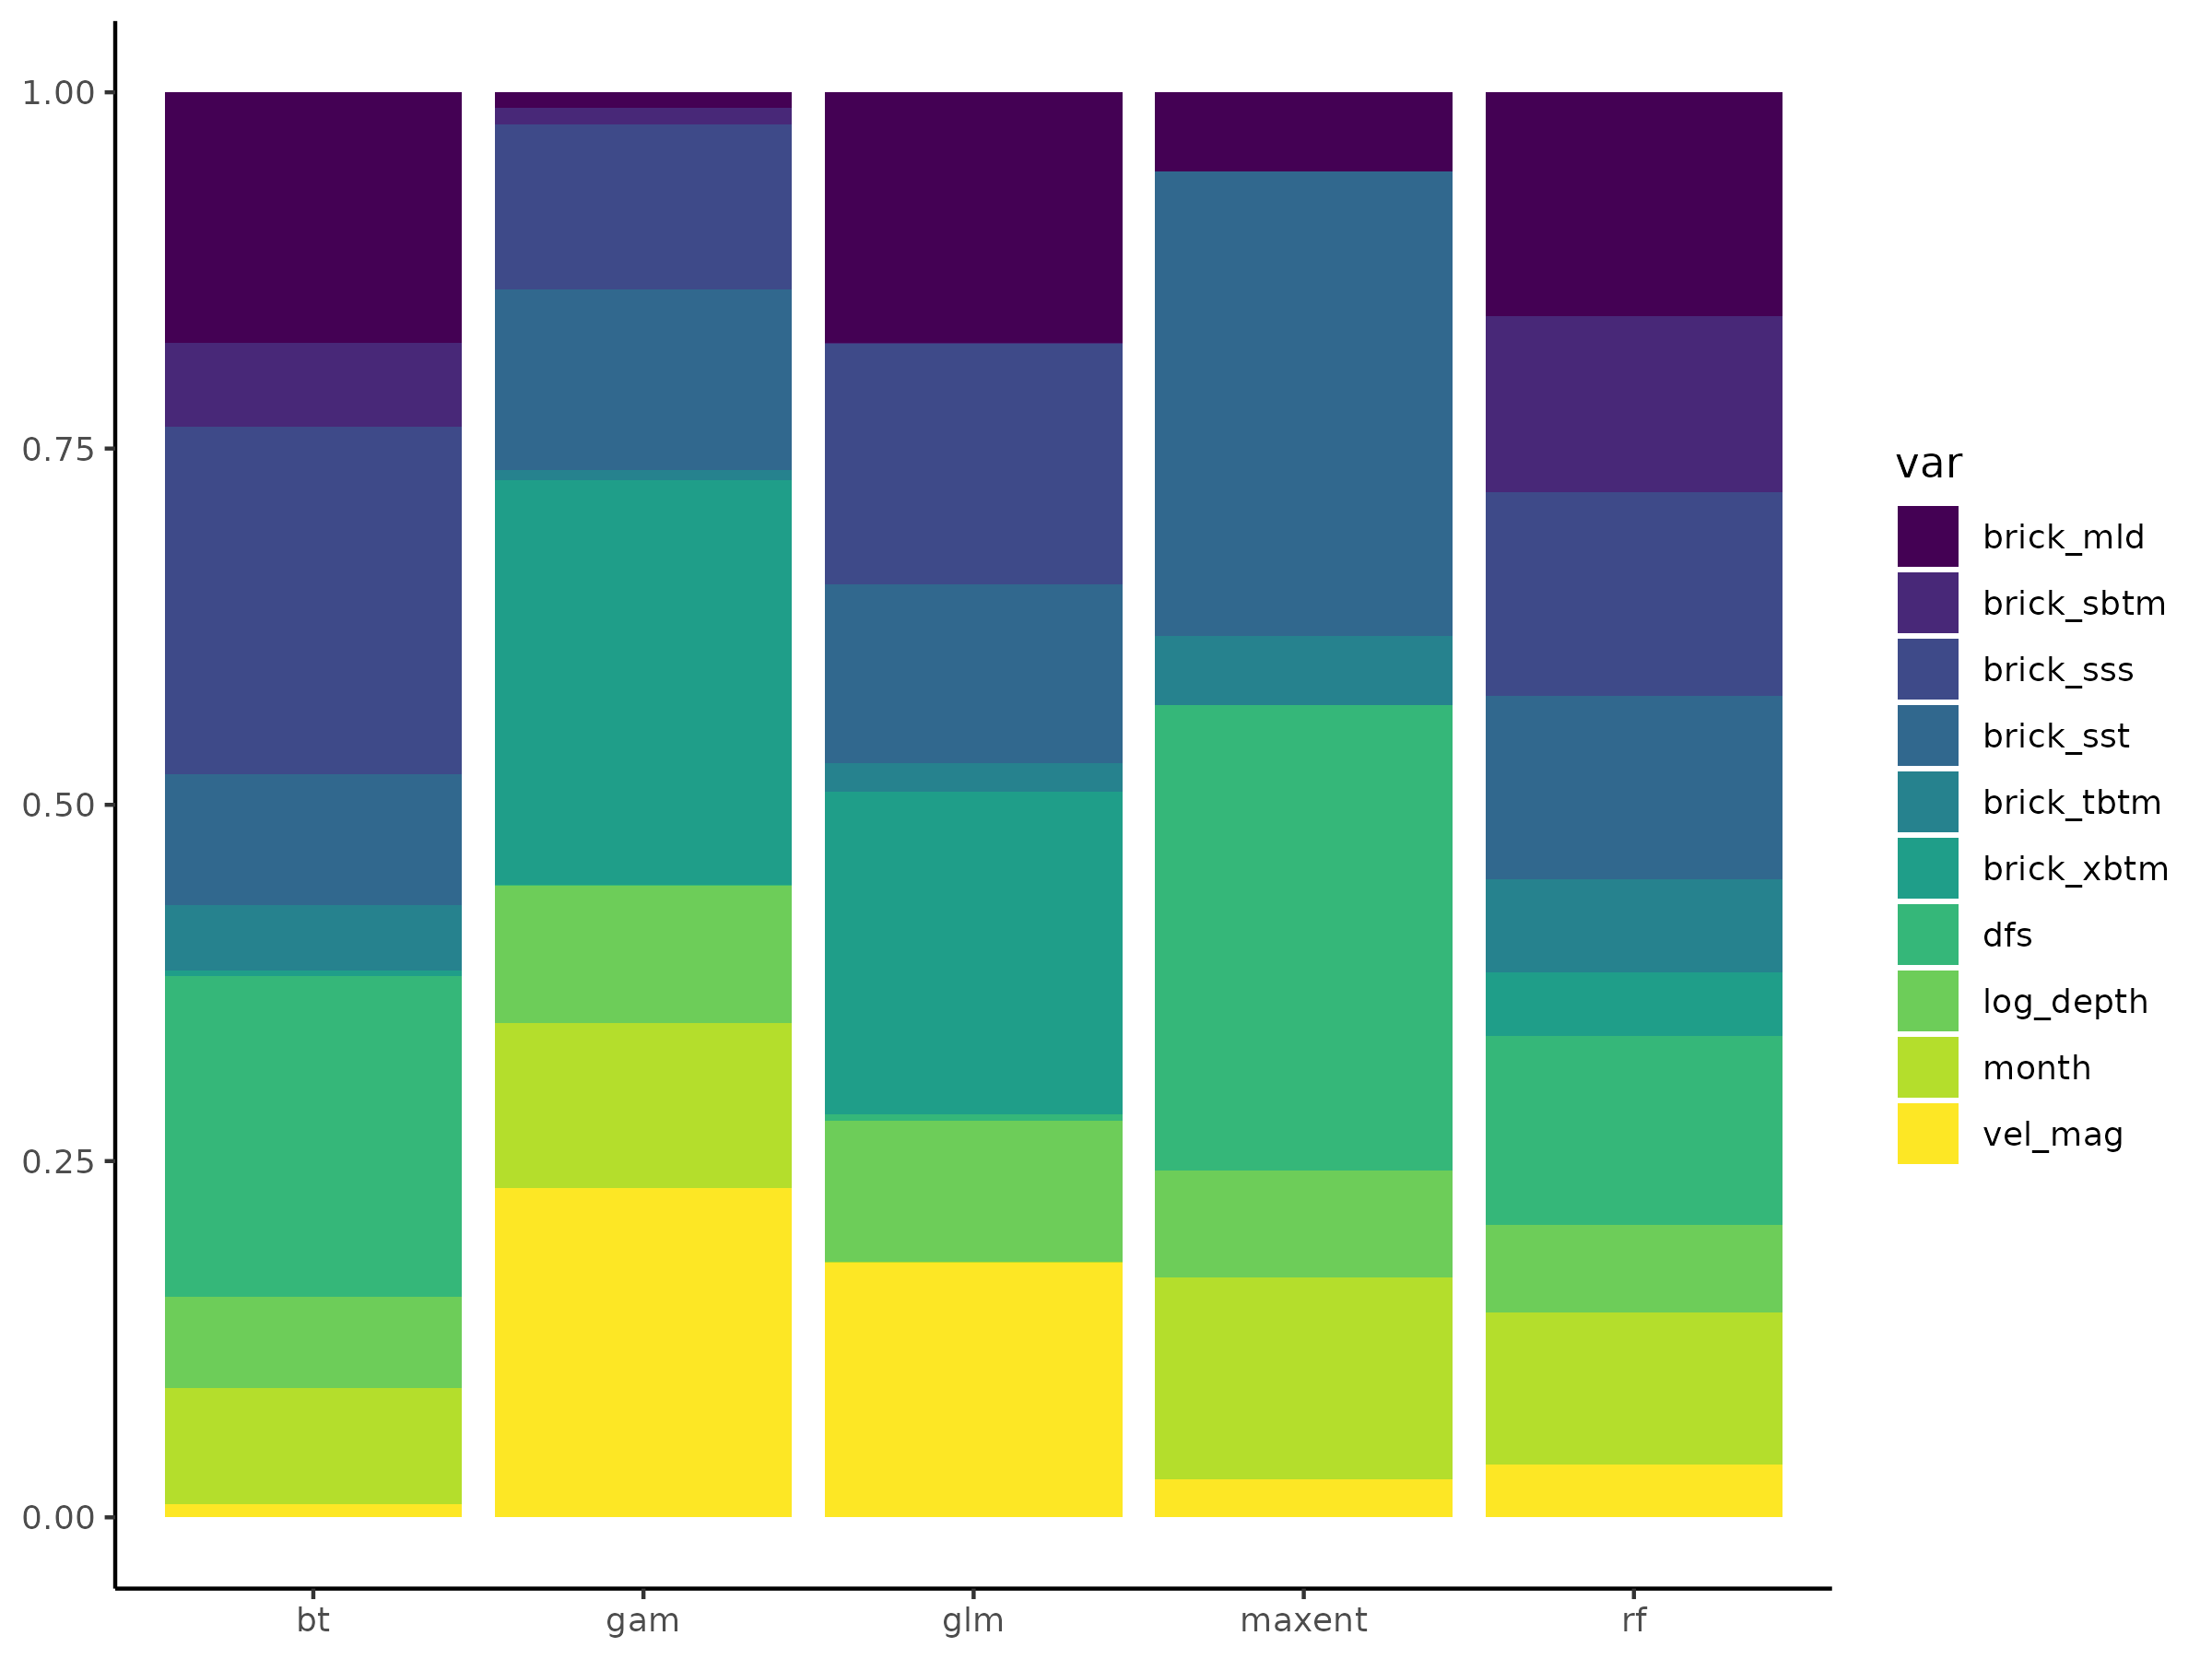 1.00
0.75
0.50
0.25
0.00
bt
gam
glm
maxent
rf
var
brick_mld
brick_sbtm
brick_sss
brick_sst
brick_tbtm
brick_xbtm
dfs
log_depth
month
vel_mag